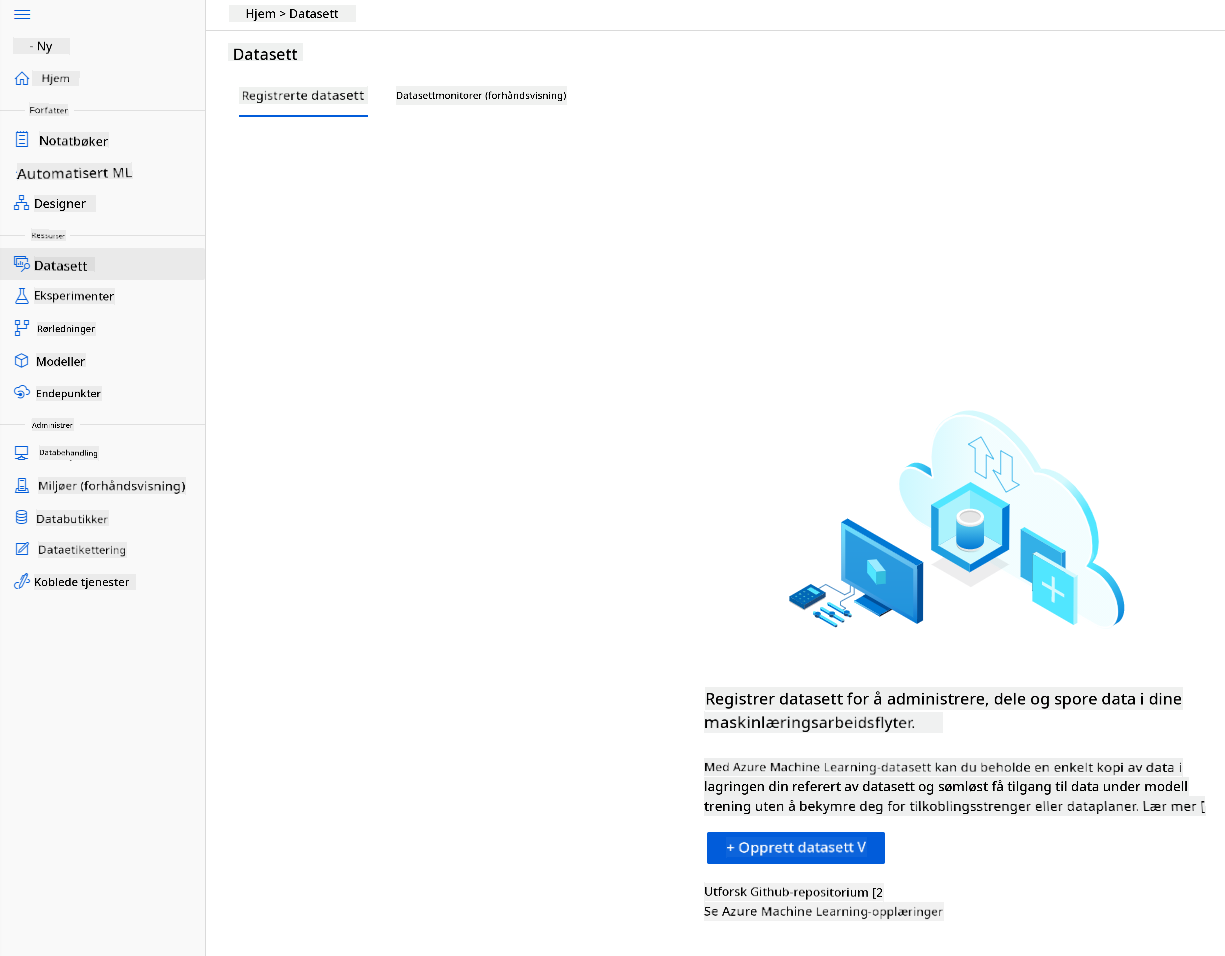 Hjem > Datasett
- Ny
Hjem
Forfatter
Notatbøker
Automatisert ML
Designer
Ressurser
Datasett
Eksperimenter
Rørledninger
Modeller
Endepunkter
Administrer
Databehandling
Miljøer (forhåndsvisning)
Databutikker
Dataetikettering
Koblede tjenester
Datasett
Registrerte datasett
Datasettmonitorer (forhåndsvisning)
Registrer datasett for å administrere, dele og spore data i dine
maskinlæringsarbeidsflyter.
Med Azure Machine Learning-datasett kan du beholde en enkelt kopi av data i
lagringen din referert av datasett og sømløst få tilgang til data under modell
trening uten å bekymre deg for tilkoblingsstrenger eller dataplaner. Lær mer [
+ Opprett datasett V
Utforsk Github-repositorium [2
Se Azure Machine Learning-opplæringer